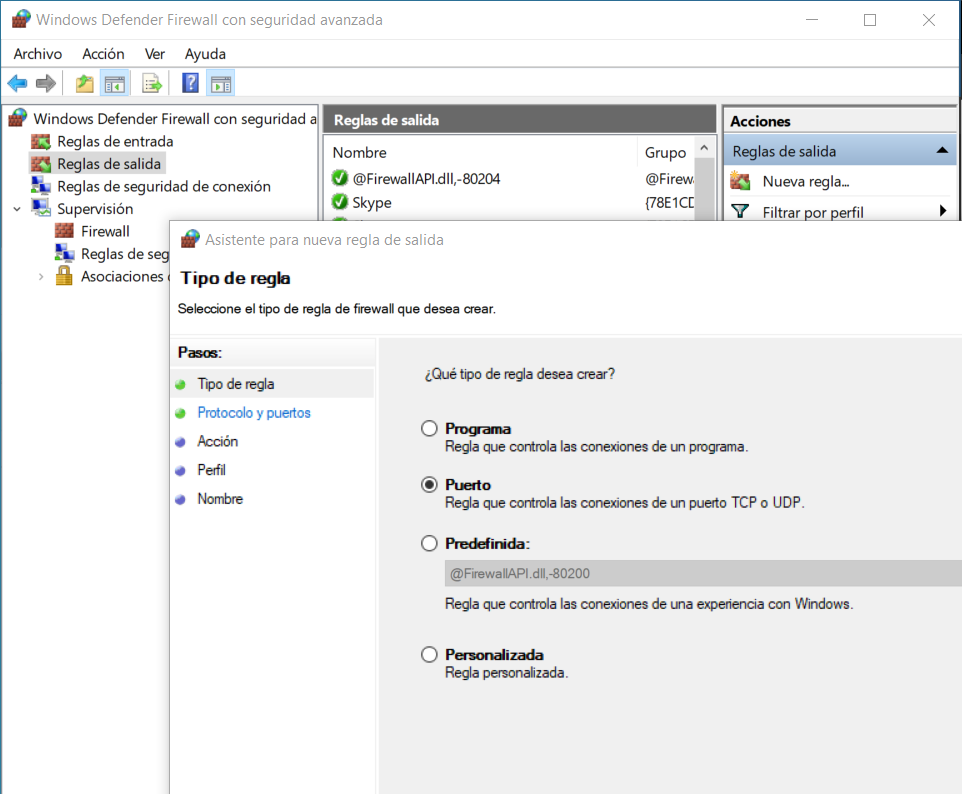 Windows Defender Firewall con seguridad avanzada
Archivo Acción Ver Ayuda
Windows Defender Firewall con seguridad a
Reglas de entrada
Reglas de salida
Reglas de seguridad de conexión
Supervisión
Firewall
Reglas de seg
Asociaciones
Reglas de salida
Nombre Grupo
@FirewallAPI.dll,-80204 @Firew
Skype {78E1CD
Acciones
Reglas de salida
Nueva regla...
Filtrar por perfil
Asistente para nueva regla de salida
Tipo de regla
Seleccione el tipo de regla de firewall que desea crear.
Pasos:
Tipo de regla
Protocolo y puertos
Acción
Perfil
Nombre
¿Qué tipo de regla desea crear?
Programa
Regla que controla las conexiones de un programa.
Puerto
Regla que controla las conexiones de un puerto TCP o UDP.
Predefinida:
@FirewallAPI.dll,-80200
Regla que controla las conexiones de una experiencia con Windows.
Personalizada
Regla personalizada.